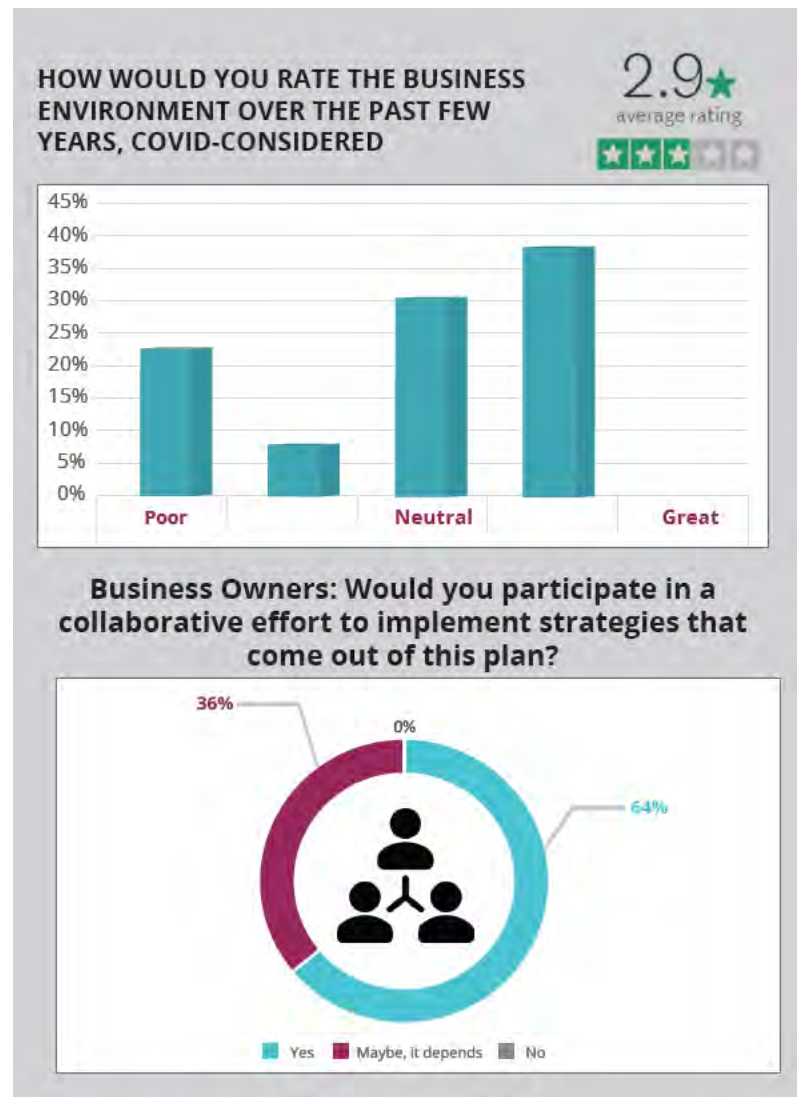 HOW WOULD YOU RATE THE BUSINESS
ENVIRONMENT OVER THE PAST FEW
YEARS, COVID-CONSIDERED
2.9
average rating
45%
40%
35%
30%
25%
20%
15%
10%
5%
0%
Poor
Neutral
Great
Business Owners: Would you participate in a
collaborative effort to implement strategies that
come out of this plan?
36%
0%
64%
Yes
Maybe, it depends
No